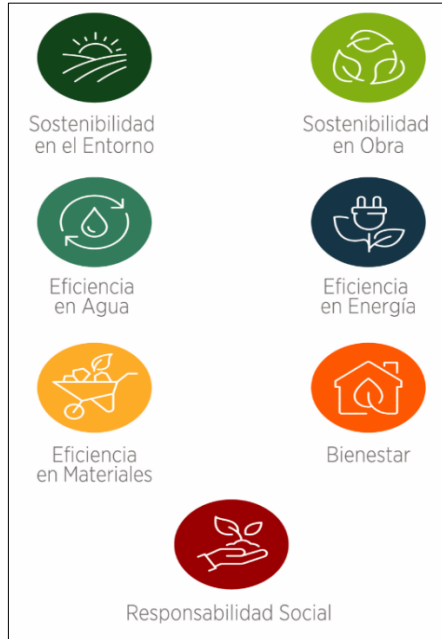 Sostenibilidad
en el Entorno
Sostenibilidad
en Obra
Eficiencia
en Agua
Eficiencia
en Energía
Eficiencia
en Materiales
Bienestar
Responsabilidad Social